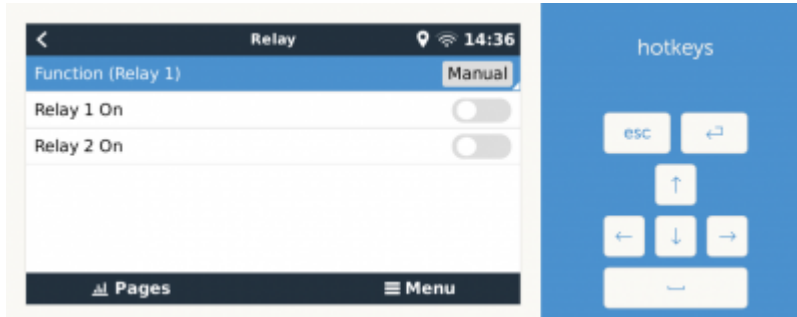 Relay 14:36
Function (Relay 1) Manual
Relay 1 On
Relay 2 On
Pages Menu
hotkeys
esc